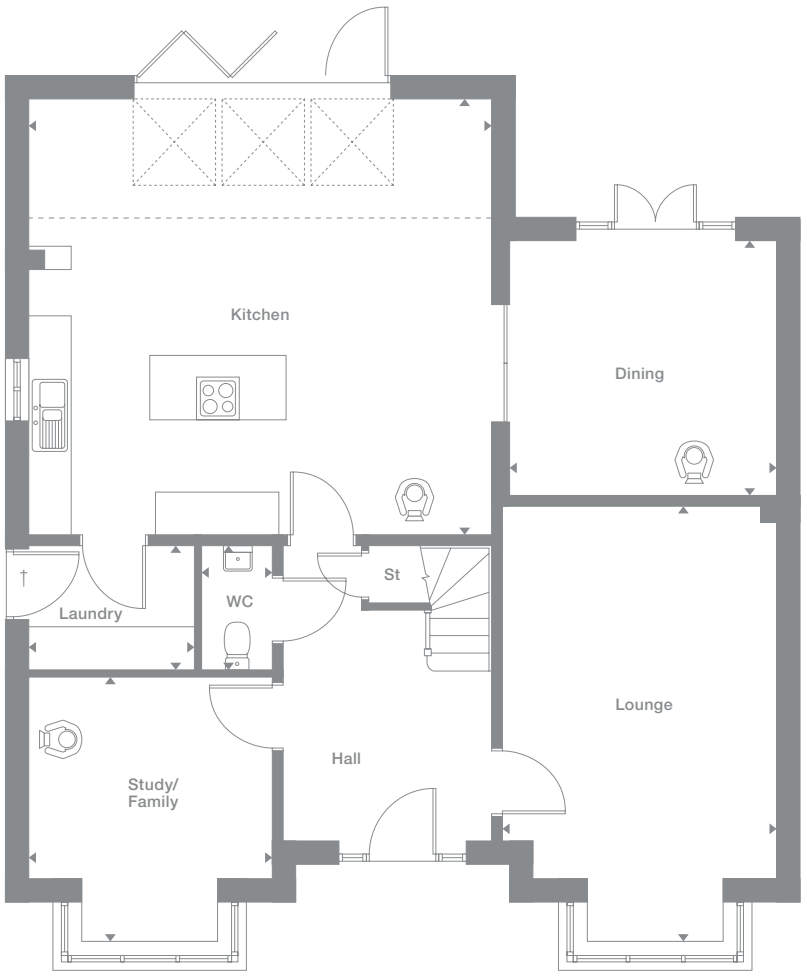 Kitchen
Dining
St
†
Laundry
WC
Lounge
Hall
Study/
Family